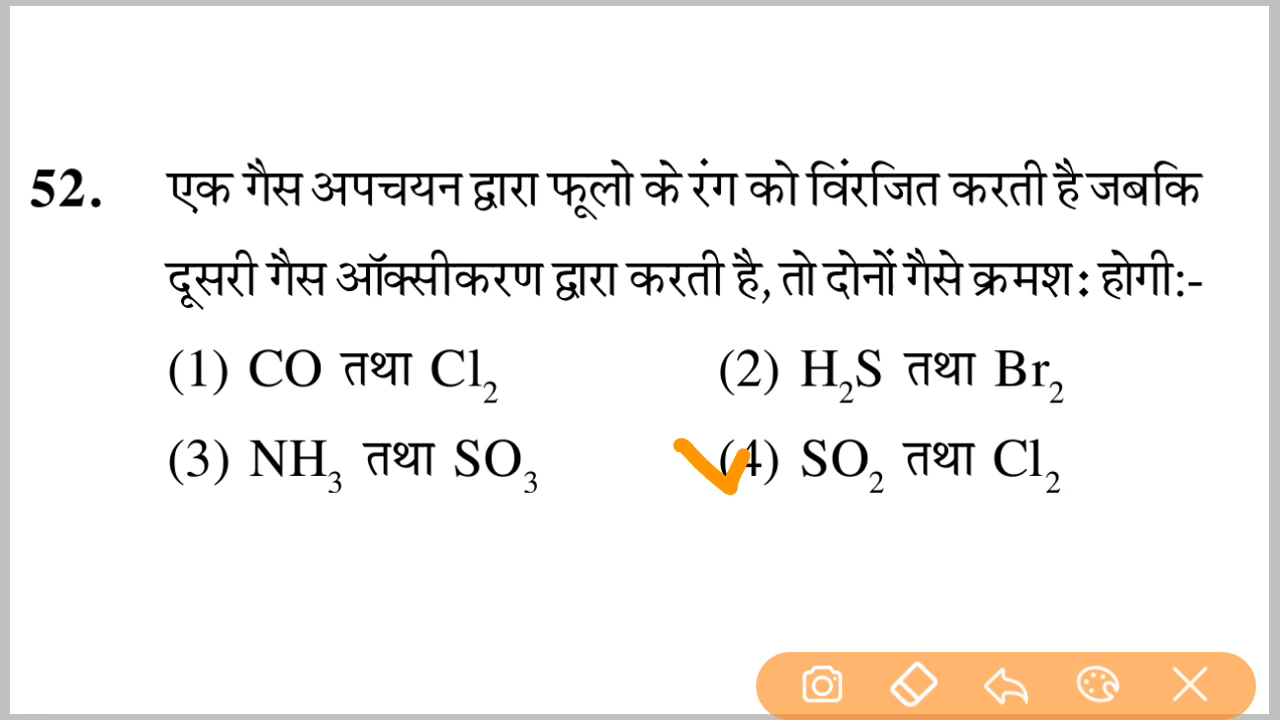 52. एक गैस अपचयन द्वारा फूलो के रंग को विंरजित करती है जबकि
दूसरी गैस ऑक्सीकरण द्वारा करती है, तो दोनों गैसे क्रमश: होगी:-
(1) CO तथा Cl₂ (2) H₂S तथा Br₂
(3) NH₃ तथा SO₃ (4) SO₂ तथा Cl₂